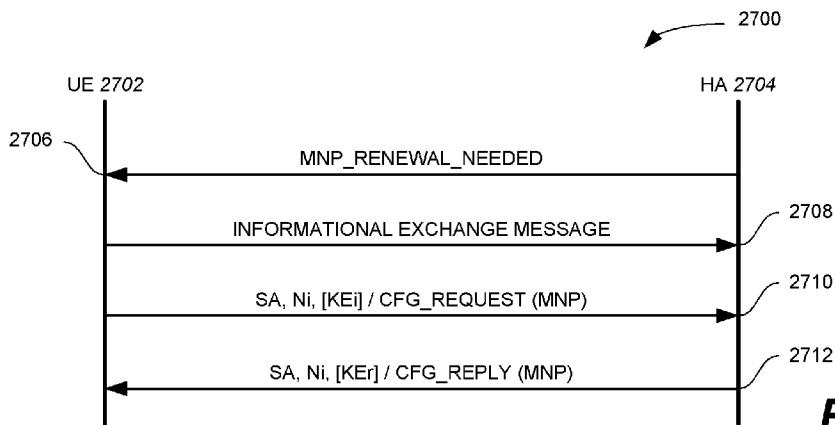 2700
UE 2702
HA 2704
2706
MNP_RENEWAL_NEEDED
INFORMATIONAL EXCHANGE MESSAGE
2708
SA, Ni, [KEi] / CFG_REQUEST (MNP)
2710
SA, Ni, [KEr] / CFG_REPLY (MNP)
2712